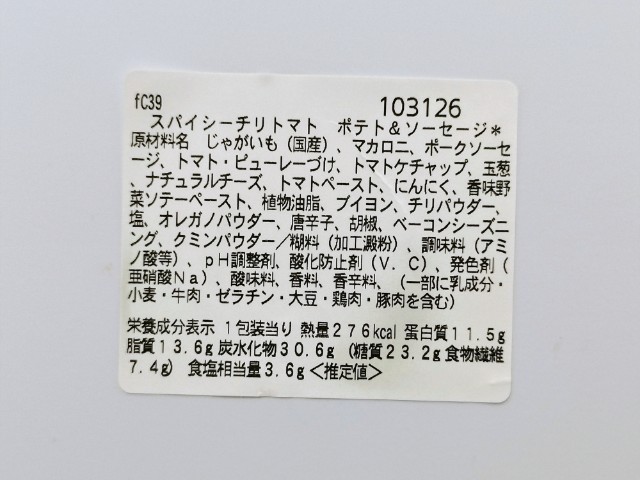 fC39 103126
スパイシーチリトマト ポテト＆ソーセージ＊
原材料名 じゃがいも（国産）、マカロニ、ポークソーセ
ージ、トマト・ピューレーづけ、トマトケチャップ、玉葱
、ナチュラルチーズ、トマトペースト、にんにく、香味野
菜ソテーペースト、植物油脂、ブイヨン、チリパウダー、
塩、オレガノパウダー、唐辛子、胡椒、ベーコンシーズニ
ング、クミンパウダー／糊料（加工澱粉）、調味料（アミ
ノ酸等）、ｐＨ調整剤、酸化防止剤（Ｖ．Ｃ）、発色剤（
亜硝酸Ｎａ）、酸味料、香料、香辛料、（一部に乳成分・
小麦・牛肉・ゼラチン・大豆・鶏肉・豚肉を含む）
栄養成分表示 １包装当り 熱量２７６kcal 蛋白質１１.５g
脂質１３.６g 炭水化物３０.６g （糖質２３.２g 食物繊維
７.４g） 食塩相当量３.６g＜推定値＞